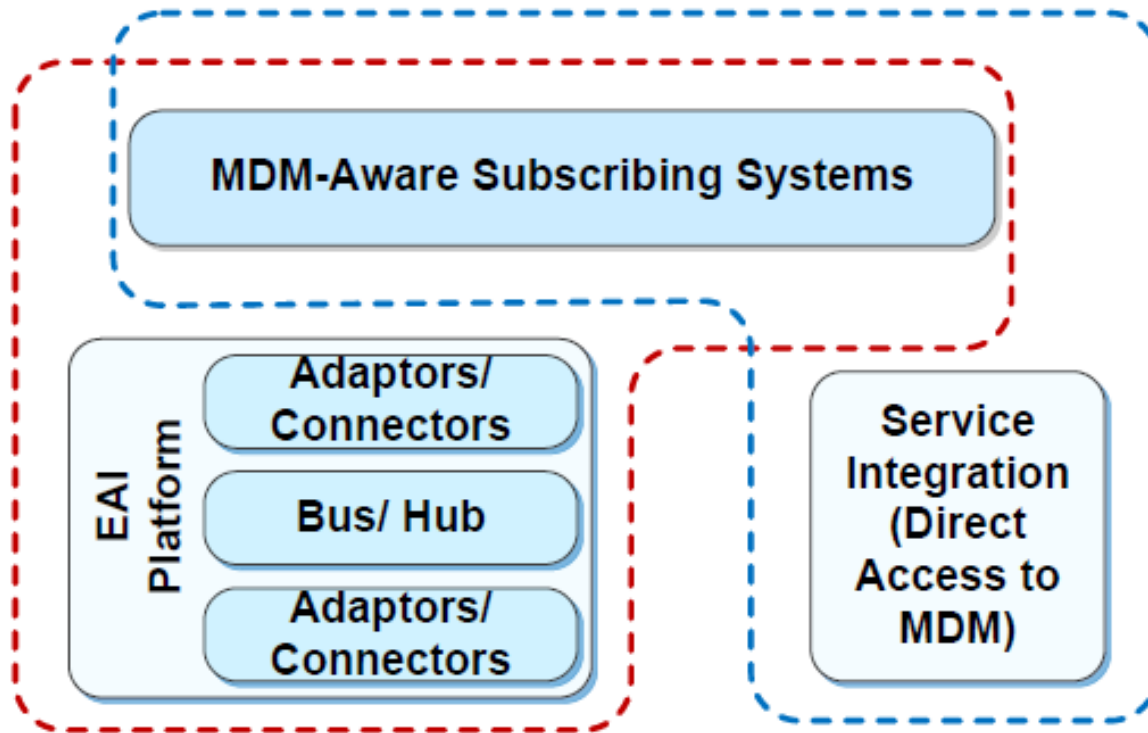 MDM-Aware Subscribing Systems
EAI
Platform
Adaptors/
Connectors
Bus/ Hub
Adaptors/
Connectors
Service
Integration
(Direct
Access to
MDM)